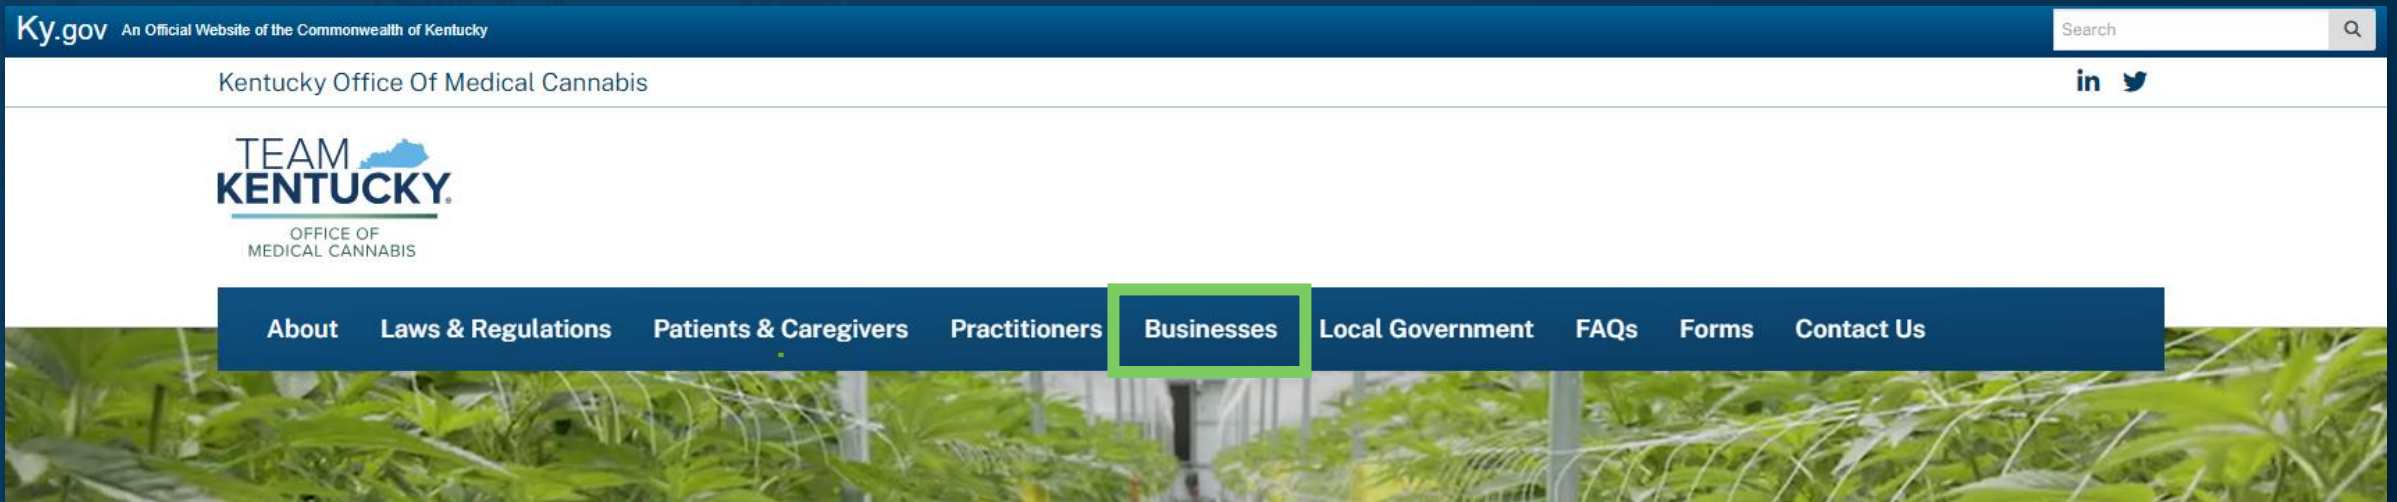 Ky.gov An Official Website of the Commonwealth of Kentucky
Search
Kentucky Office Of Medical Cannabis
in
TEAM
KENTUCKY®
OFFICE OF
MEDICAL CANNABIS
About Laws & Regulations Patients & Caregivers Practitioners Businesses Local Government FAQs Forms Contact Us